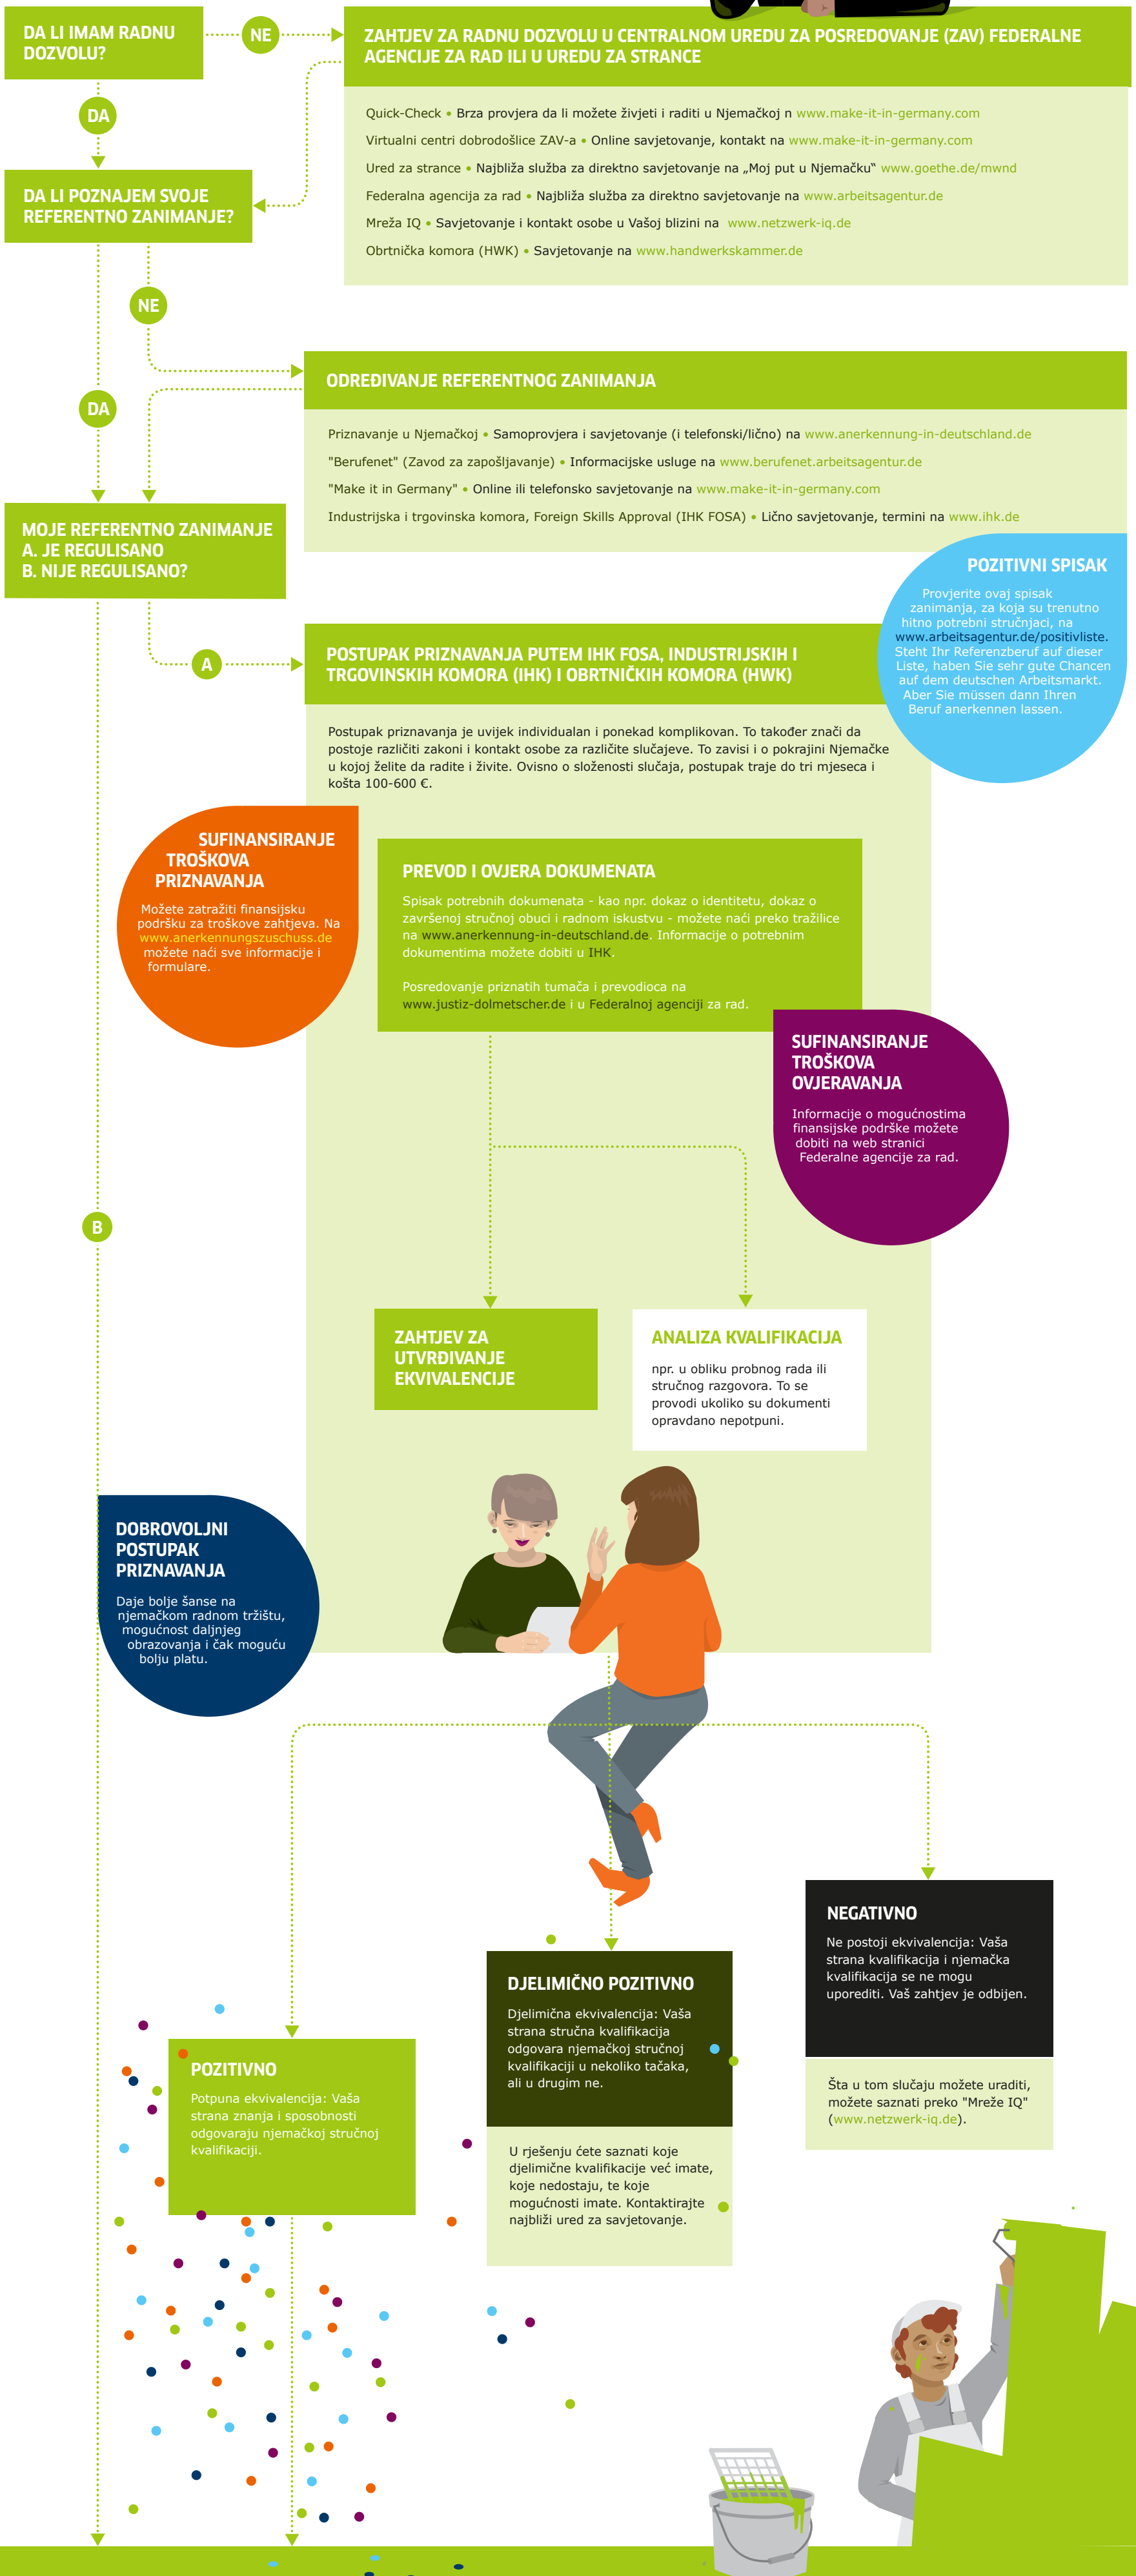 DA LI IMAM RADNU
DOZVOLU?
NE
ZAHTJEV ZA RADNU DOZVOLU U CENTRALNOM UREDU ZA POSREDOVANJE (ZAV) FEDERALNE
AGENCIJE ZA RAD ILI U UREDU ZA STRANCE
Quick-Check • Brza provjera da li možete živjeti i raditi u Njemačkoj n www.make-it-in-germany.com
Virtualni centri dobrodošlice ZAV-a • Online savjetovanje, kontakt na www.make-it-in-germany.com
Ured za strance • Najbliža služba za direktno savjetovanje na „Moj put u Njemačku“ www.goethe.de/mwnd
Federalna agencija za rad • Najbliža služba za direktno savjetovanje na www.arbeitsagentur.de
Mreža IQ • Savjetovanje i kontakt osobe u Vašoj blizini na www.netzwerk-iq.de
Obrtnička komora (HWK) • Savjetovanje na www.handwerkskammer.de
DA
DA LI POZNAJEM SVOJE
REFERENTNO ZANIMANJE?
NE
DA
ODREĐIVANJE REFERENTNOG ZANIMANJA
Priznavanje u Njemačkoj • Samoprovjera i savjetovanje (i telefonski/lično) na www.anerkennung-in-deutschland.de
"Berufenet" (Zavod za zapošljavanje) • Informacijske usluge na www.berufenet.arbeitsagentur.de
"Make it in Germany" • Online ili telefonsko savjetovanje na www.make-it-in-germany.com
Industrijska i trgovinska komora, Foreign Skills Approval (IHK FOSA) • Lično savjetovanje, termini na www.ihk.de
MOJE REFERENTNO ZANIMANJE
A. JE REGULISANO
B. NIJE REGULISANO?
POZITIVNI SPISAK
Provjerite ovaj spisak
zanimanja, za koja su trenutno
hitno potrebni stručnjaci, na
www.arbeitsagentur.de/positivliste.
Steht Ihr Referenzberuf auf dieser
Liste, haben Sie sehr gute Chancen
auf dem deutschen Arbeitsmarkt.
Aber Sie müssen dann Ihren
Beruf anerkennen lassen.
A
POSTUPAK PRIZNAVANJA PUTEM IHK FOSA, INDUSTRIJSKIH I
TRGOVINSKIH KOMORA (IHK) I OBRTNIČKIH KOMORA (HWK)
Postupak priznavanja je uvijek individualan i ponekad komplikovan. To također znači da
postoje različiti zakoni i kontakt osobe za različite slučajeve. To zavisi i o pokrajini Njemačke
u kojoj želite da radite i živite. Ovisno o složenosti slučaja, postupak traje do tri mjeseca i
košta 100-600 €.
SUFINANSIRANJE
TROŠKOVA
PRIZNAVANJA
Možete zatražiti finansijsku
podršku za troškove zahtjeva. Na
www.anerkennungszuschuss.de
možete naći sve informacije i
formulare.
PREVOD I OVJERA DOKUMENATA
Spisak potrebnih dokumenata - kao npr. dokaz o identitetu, dokaz o
završenoj stručnoj obuci i radnom iskustvu - možete naći preko tražilice
na www.anerkennung-in-deutschland.de. Informacije o potrebnim
dokumentima možete dobiti u IHK.
Posredovanje priznatih tumača i prevodioca na
www.justiz-dolmetscher.de i u Federalnoj agenciji za rad.
SUFINANSIRANJE
TROŠKOVA
OVJERAVANJA
Informacije o mogućnostima
finansijske podrške možete
dobiti na web stranici
Federalne agencije za rad.
B
ZAHTJEV ZA
UTVRĐIVANJE
EKVIVALENCIJE
ANALIZA KVALIFIKACIJA
npr. u obliku probnog rada ili
stručnog razgovora. To se
provodi ukoliko su dokumenti
opravdano nepotpuni.
DOBROVOLJNI
POSTUPAK
PRIZNAVANJA
Daje bolje šanse na
njemačkom radnom tržištu,
mogućnost daljnjeg
obrazovanja i čak moguću
bolju platu.
NEGATIVNO
Ne postoji ekvivalencija: Vaša
strana kvalifikacija i njemačka
kvalifikacija se ne mogu
uporediti. Vaš zahtjev je odbijen.
Šta u tom slučaju možete uraditi,
možete saznati preko "Mreže IQ"
(www.netzwerk-iq.de).
DJELIMIČNO POZITIVNO
Djelimična ekvivalencija: Vaša
strana stručna kvalifikacija
odgovara njemačkoj stručnoj
kvalifikaciji u nekoliko tačaka,
ali u drugim ne.
U rješenju ćete saznati koje
djelimične kvalifikacije već imate,
koje nedostaju, te koje
mogućnosti imate. Kontaktirajte
najbliži ured za savjetovanje.
POZITIVNO
Potpuna ekvivalencija: Vaša
strana znanja i sposobnosti
odgovaraju njemačkoj stručnoj
kvalifikaciji.